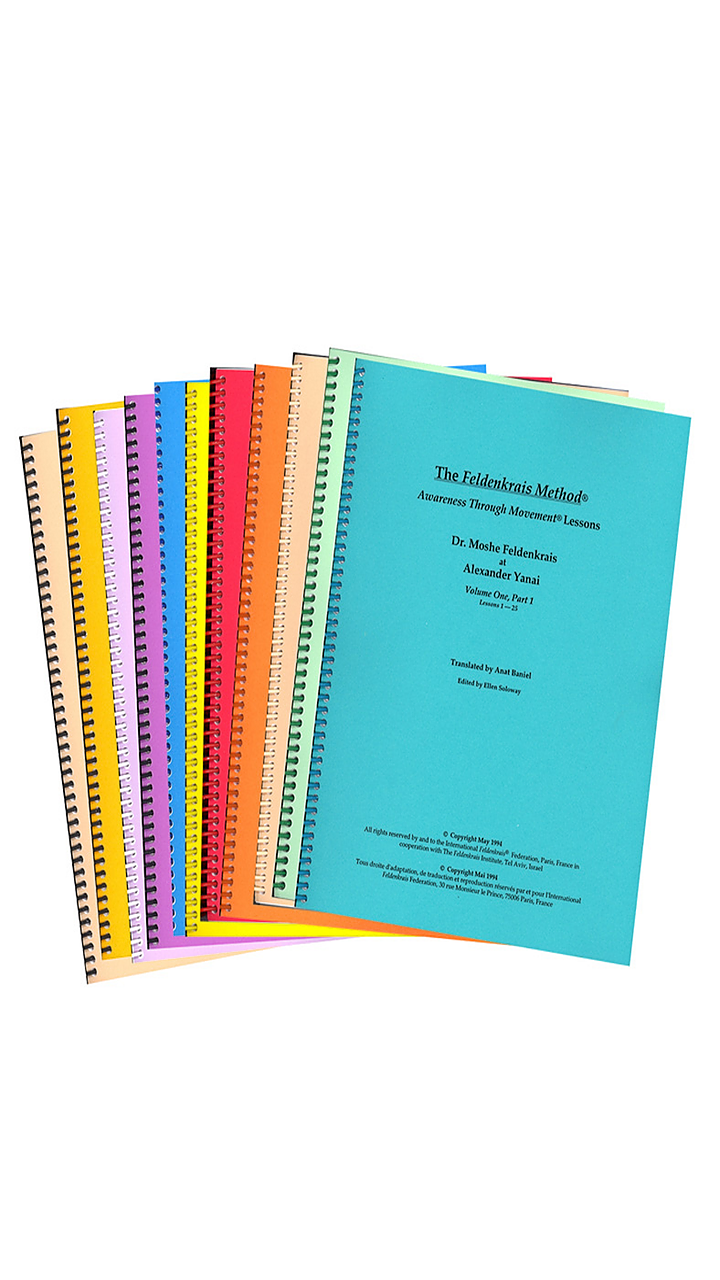 The Feldenkrais Method®
Awareness Through Movement® Lessons
Dr. Moshe Feldenkrais
at
Alexander Yanai
Volume One, Part 1
Lessons 1 — 25
Translated by Anat Baniel
Edited by Ellen Soloway
© Copyright May 1994
All rights reserved by and to the International Feldenkrais® Federation, Paris, France in
cooperation with The Feldenkrais Institute, Tel Aviv, Israel
© Copyright Mei 1994
Tous droite d'adaptation, de traduction et reproduction réservés par et pour l'International
Feldenkrais Federation, 30 rue Monsieur le Prince, 75006 Paris, France